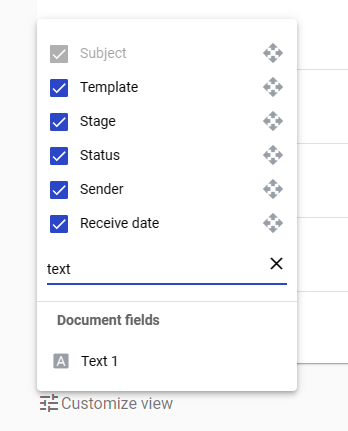 Subject
Template
Stage
Status
Sender
Receive date
text
Document fields
A Text 1
Customize view